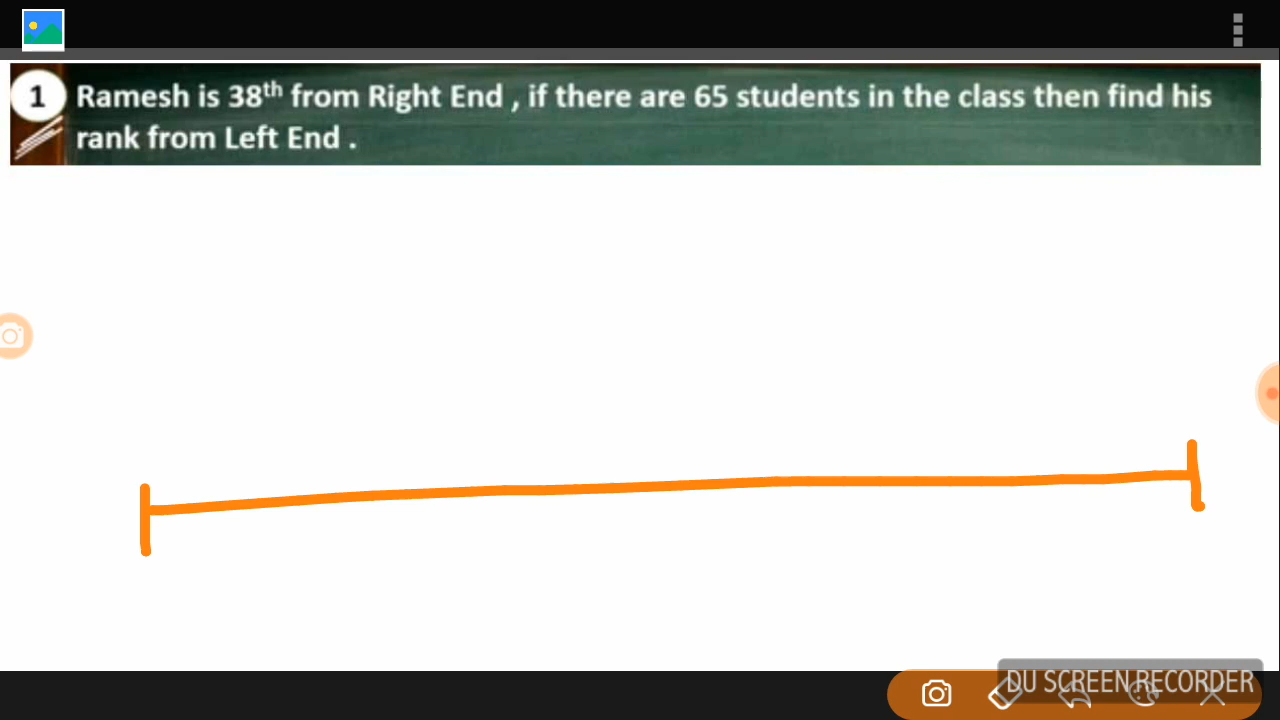 1 Ramesh is 38th from Right End , if there are 65 students in the class then find his
rank from Left End .
DU SCREEN RECORDER